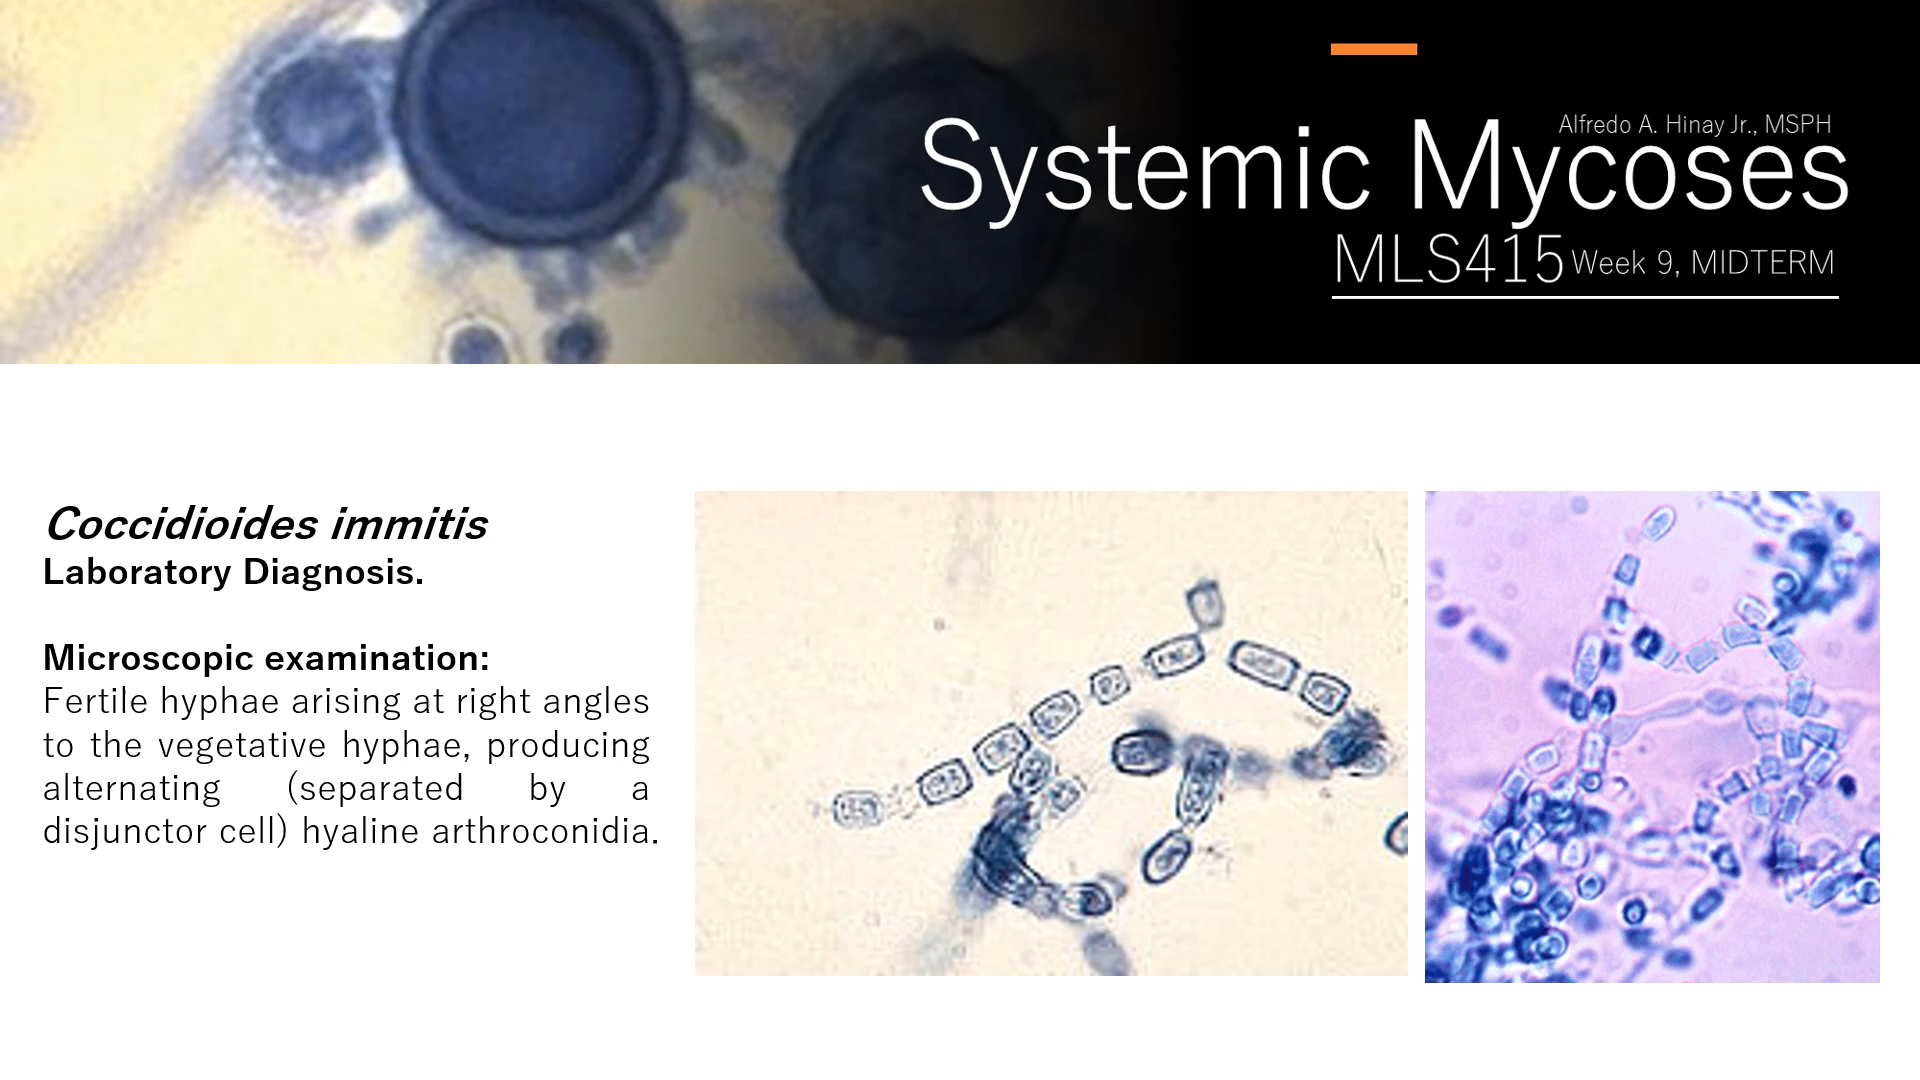 Alfredo A. Hinay Jr., MSPH
Systemic Mycoses
MLS415 Week 9, MIDTERM
Coccidioides immitis
Laboratory Diagnosis.
Microscopic examination:
Fertile hyphae arising at right angles
to the vegetative hyphae, producing
alternating (separated by a
disjunctor cell) hyaline arthroconidia.